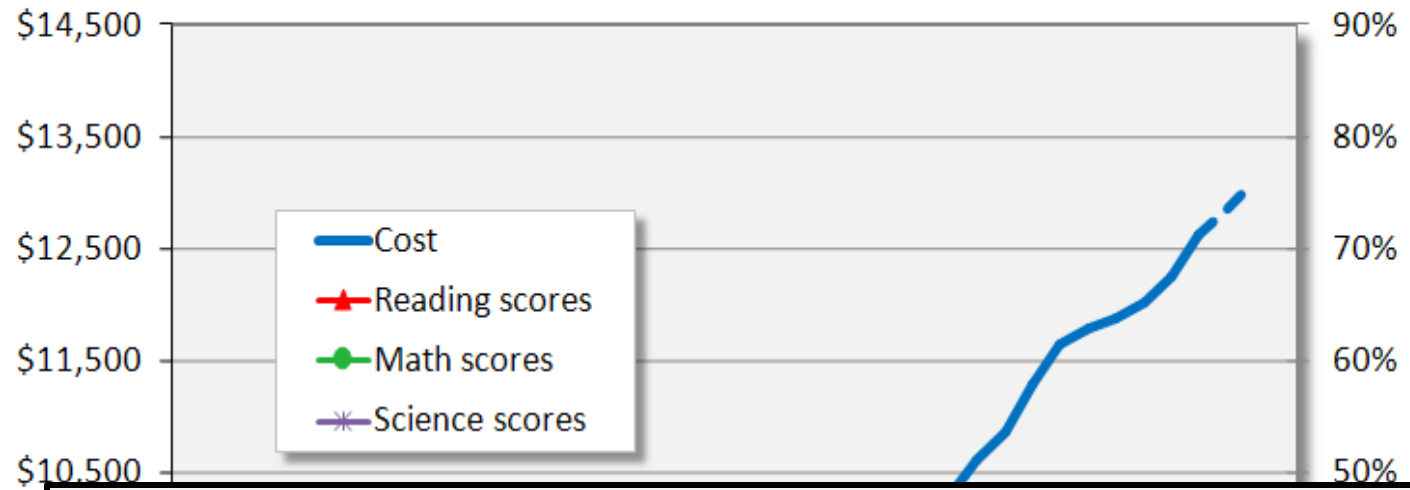 $14,500 90%
$13,500 80%
$12,500 70%
$11,500 60%
$10,500 50%
Cost
Reading scores
Math scores
Science scores